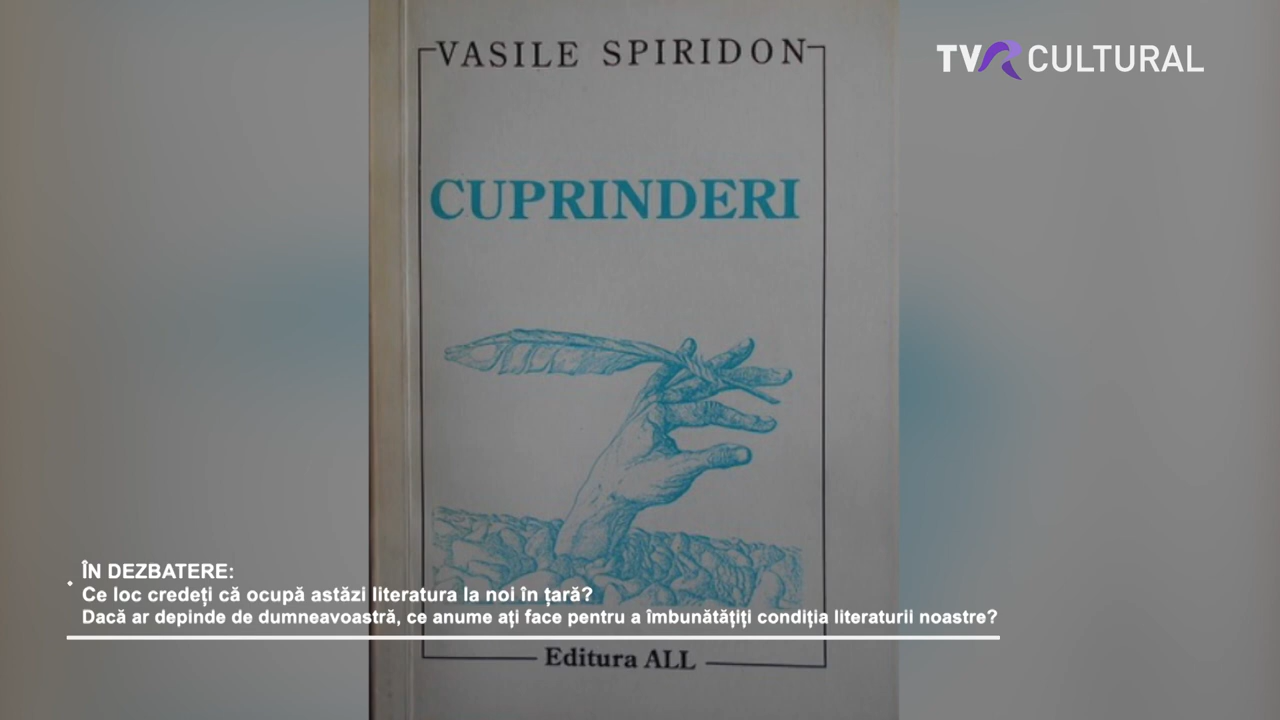 VASILE SPIRIDON
TVR CULTURAL
CUPRINDERI
ÎN DEZBATERE:
Ce loc credeți că ocupă astăzi literatura la noi în țară?
Dacă ar depinde de dumneavoastră, ce anume ați face pentru a îmbunătățiți condiția literaturii noastre?
Editura ALL